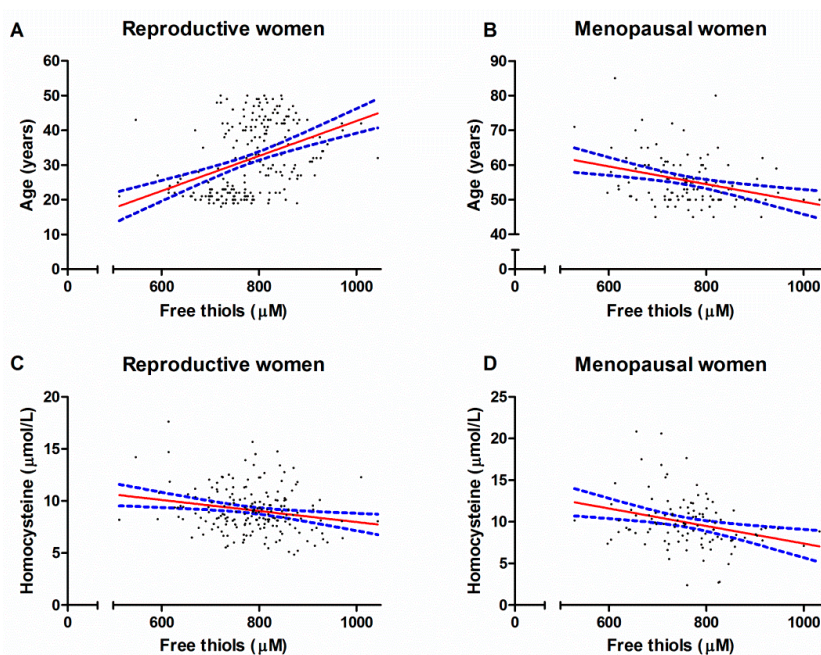 A
Reproductive women
Age (years)
60
50
40
30
20
10
0
0
600
800
1000
Free thiols (μM)
B
Menopausal women
Age (years)
90
80
70
60
50
40
0
0
600
800
1000
Free thiols (μM)
C
Reproductive women
Homocysteine (μmol/L)
20
15
10
5
0
0
600
800
1000
Free thiols (μM)
D
Menopausal women
Homocysteine (μmol/L)
25
20
15
10
5
0
0
600
800
1000
Free thiols (μM)